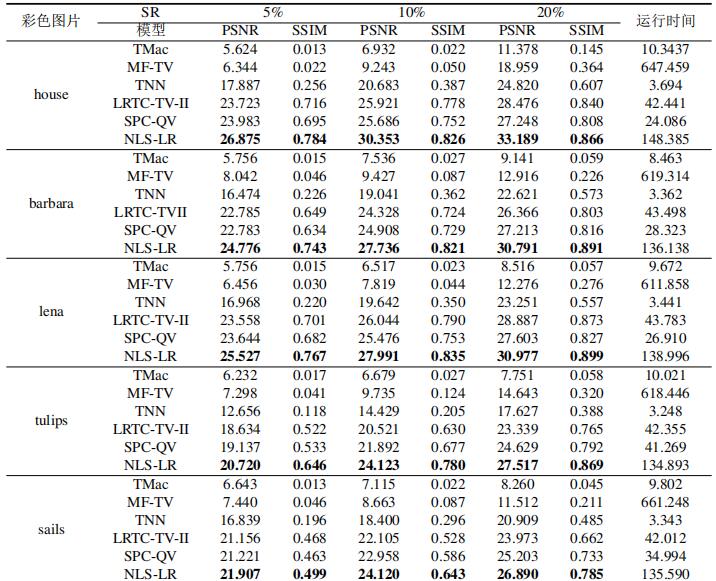 彩色图片 SR 5% 10% 20% 运行时间
模型 PSNR SSIM PSNR SSIM PSNR SSIM
house
TMac 5.624 0.013 6.932 0.022 11.378 0.145 10.3437
MF-TV 6.344 0.022 9.243 0.050 18.959 0.364 647.459
TNN 17.887 0.256 20.683 0.387 24.820 0.607 3.694
LRTC-TV-II 23.723 0.716 25.921 0.778 28.476 0.840 42.441
SPC-QV 23.983 0.695 25.686 0.752 27.248 0.808 24.086
NLS-LR 26.875 0.784 30.353 0.826 33.189 0.866 148.385
barbara
TMac 5.756 0.015 7.536 0.027 9.141 0.059 8.463
MF-TV 8.042 0.046 9.427 0.087 12.916 0.226 619.314
TNN 16.474 0.226 19.041 0.362 22.621 0.573 3.362
LRTC-TVII 22.785 0.649 24.328 0.724 26.366 0.803 43.498
SPC-QV 22.783 0.634 24.908 0.729 27.213 0.816 28.323
NLS-LR 24.776 0.743 27.736 0.821 30.791 0.891 136.138
lena
TMac 5.756 0.015 6.517 0.023 8.516 0.057 9.672
MF-TV 6.456 0.030 7.819 0.044 12.276 0.276 611.858
TNN 16.968 0.220 19.642 0.350 23.251 0.557 3.441
LRTC-TV-II 23.558 0.701 26.044 0.790 28.887 0.873 43.783
SPC-QV 23.644 0.682 25.476 0.753 27.603 0.827 26.910
NLS-LR 25.527 0.767 27.991 0.835 30.977 0.899 138.996
tulips
TMac 6.232 0.017 6.679 0.027 7.751 0.058 10.021
MF-TV 7.298 0.041 9.735 0.124 14.643 0.320 618.446
TNN 12.656 0.118 14.429 0.205 17.627 0.388 3.248
LRTC-TV-II 18.634 0.522 20.521 0.630 23.339 0.765 42.355
SPC-QV 19.137 0.533 21.892 0.677 24.629 0.792 41.269
NLS-LR 20.720 0.646 24.123 0.780 27.517 0.869 134.893
sails
TMac 6.643 0.013 7.115 0.022 8.260 0.045 9.802
MF-TV 7.440 0.046 8.663 0.087 11.512 0.211 661.248
TNN 16.839 0.196 18.400 0.296 20.909 0.485 3.343
LRTC-TV-II 21.156 0.468 22.105 0.528 23.973 0.662 42.012
SPC-QV 21.221 0.463 22.958 0.586 25.203 0.733 34.994
NLS-LR 21.907 0.499 24.120 0.643 26.890 0.785 135.590